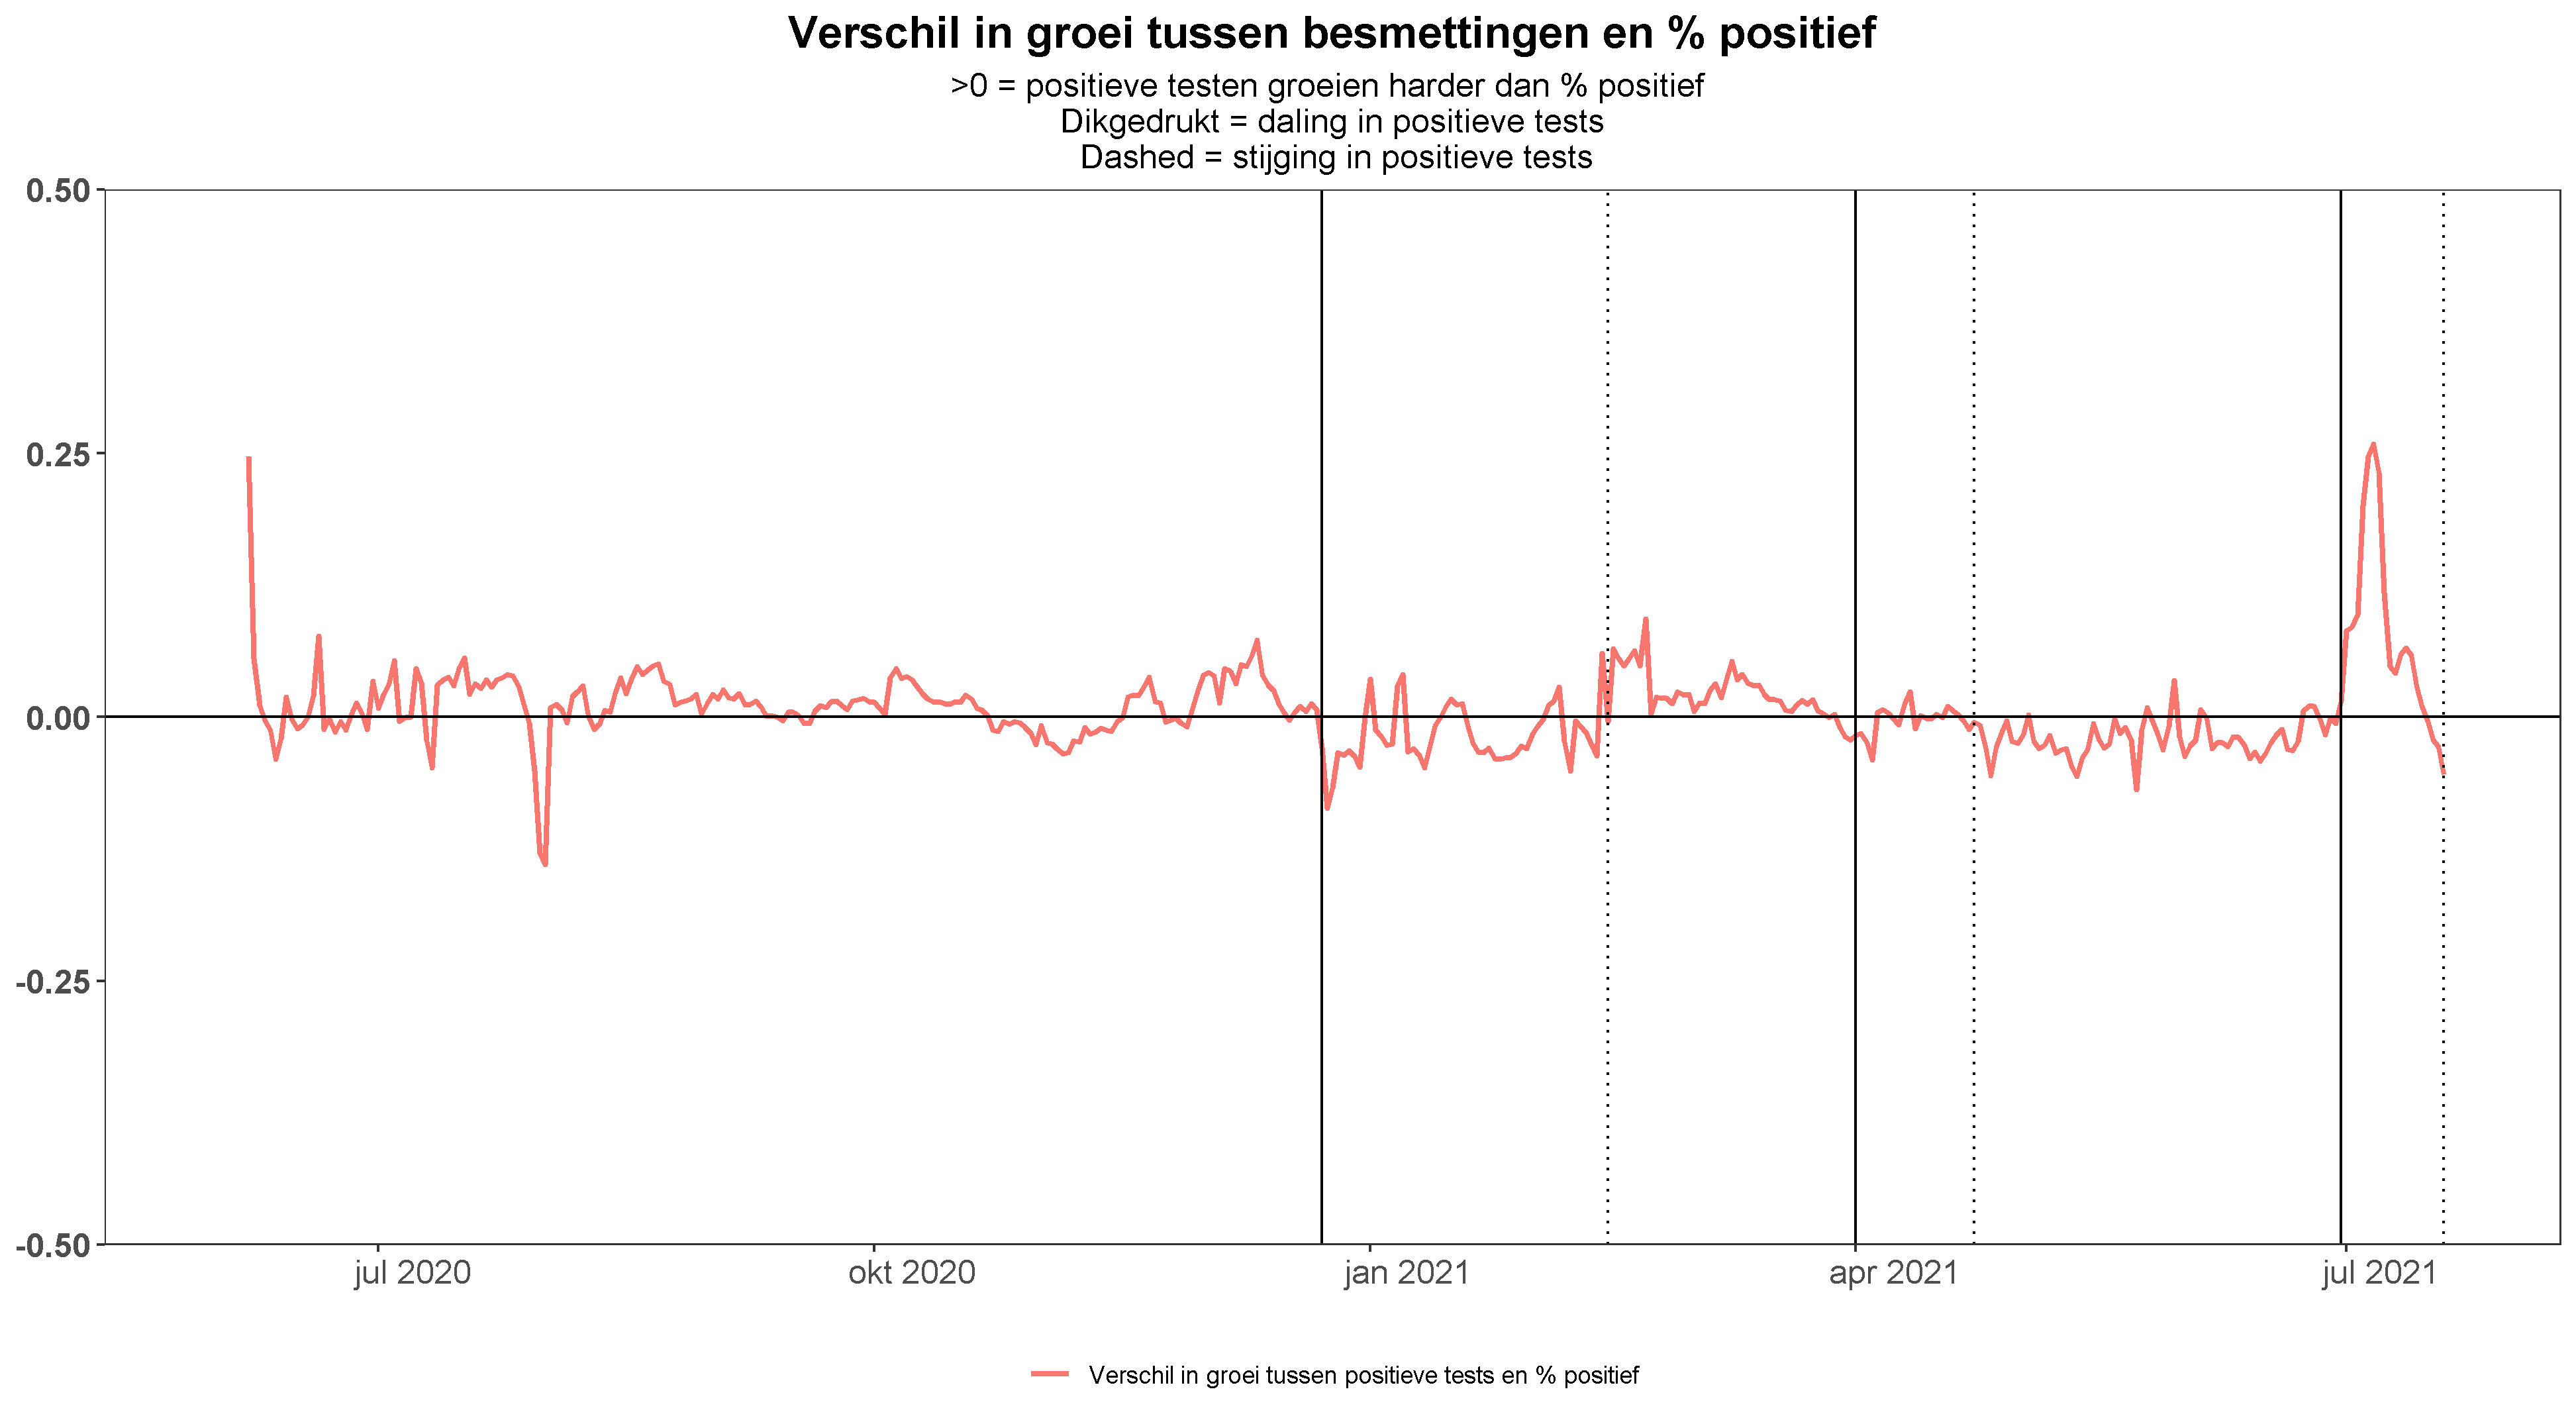 Verschil in groei tussen besmettingen en % positief
>0 = positieve testen groeien harder dan % positief
Dikgedrukt = daling in positieve tests
Dashed = stijging in positieve tests
0.50
0.25
0.00
-0.25
-0.50
jul 2020 okt 2020 jan 2021 apr 2021 jul 2021
Verschil in groei tussen positieve tests en % positief